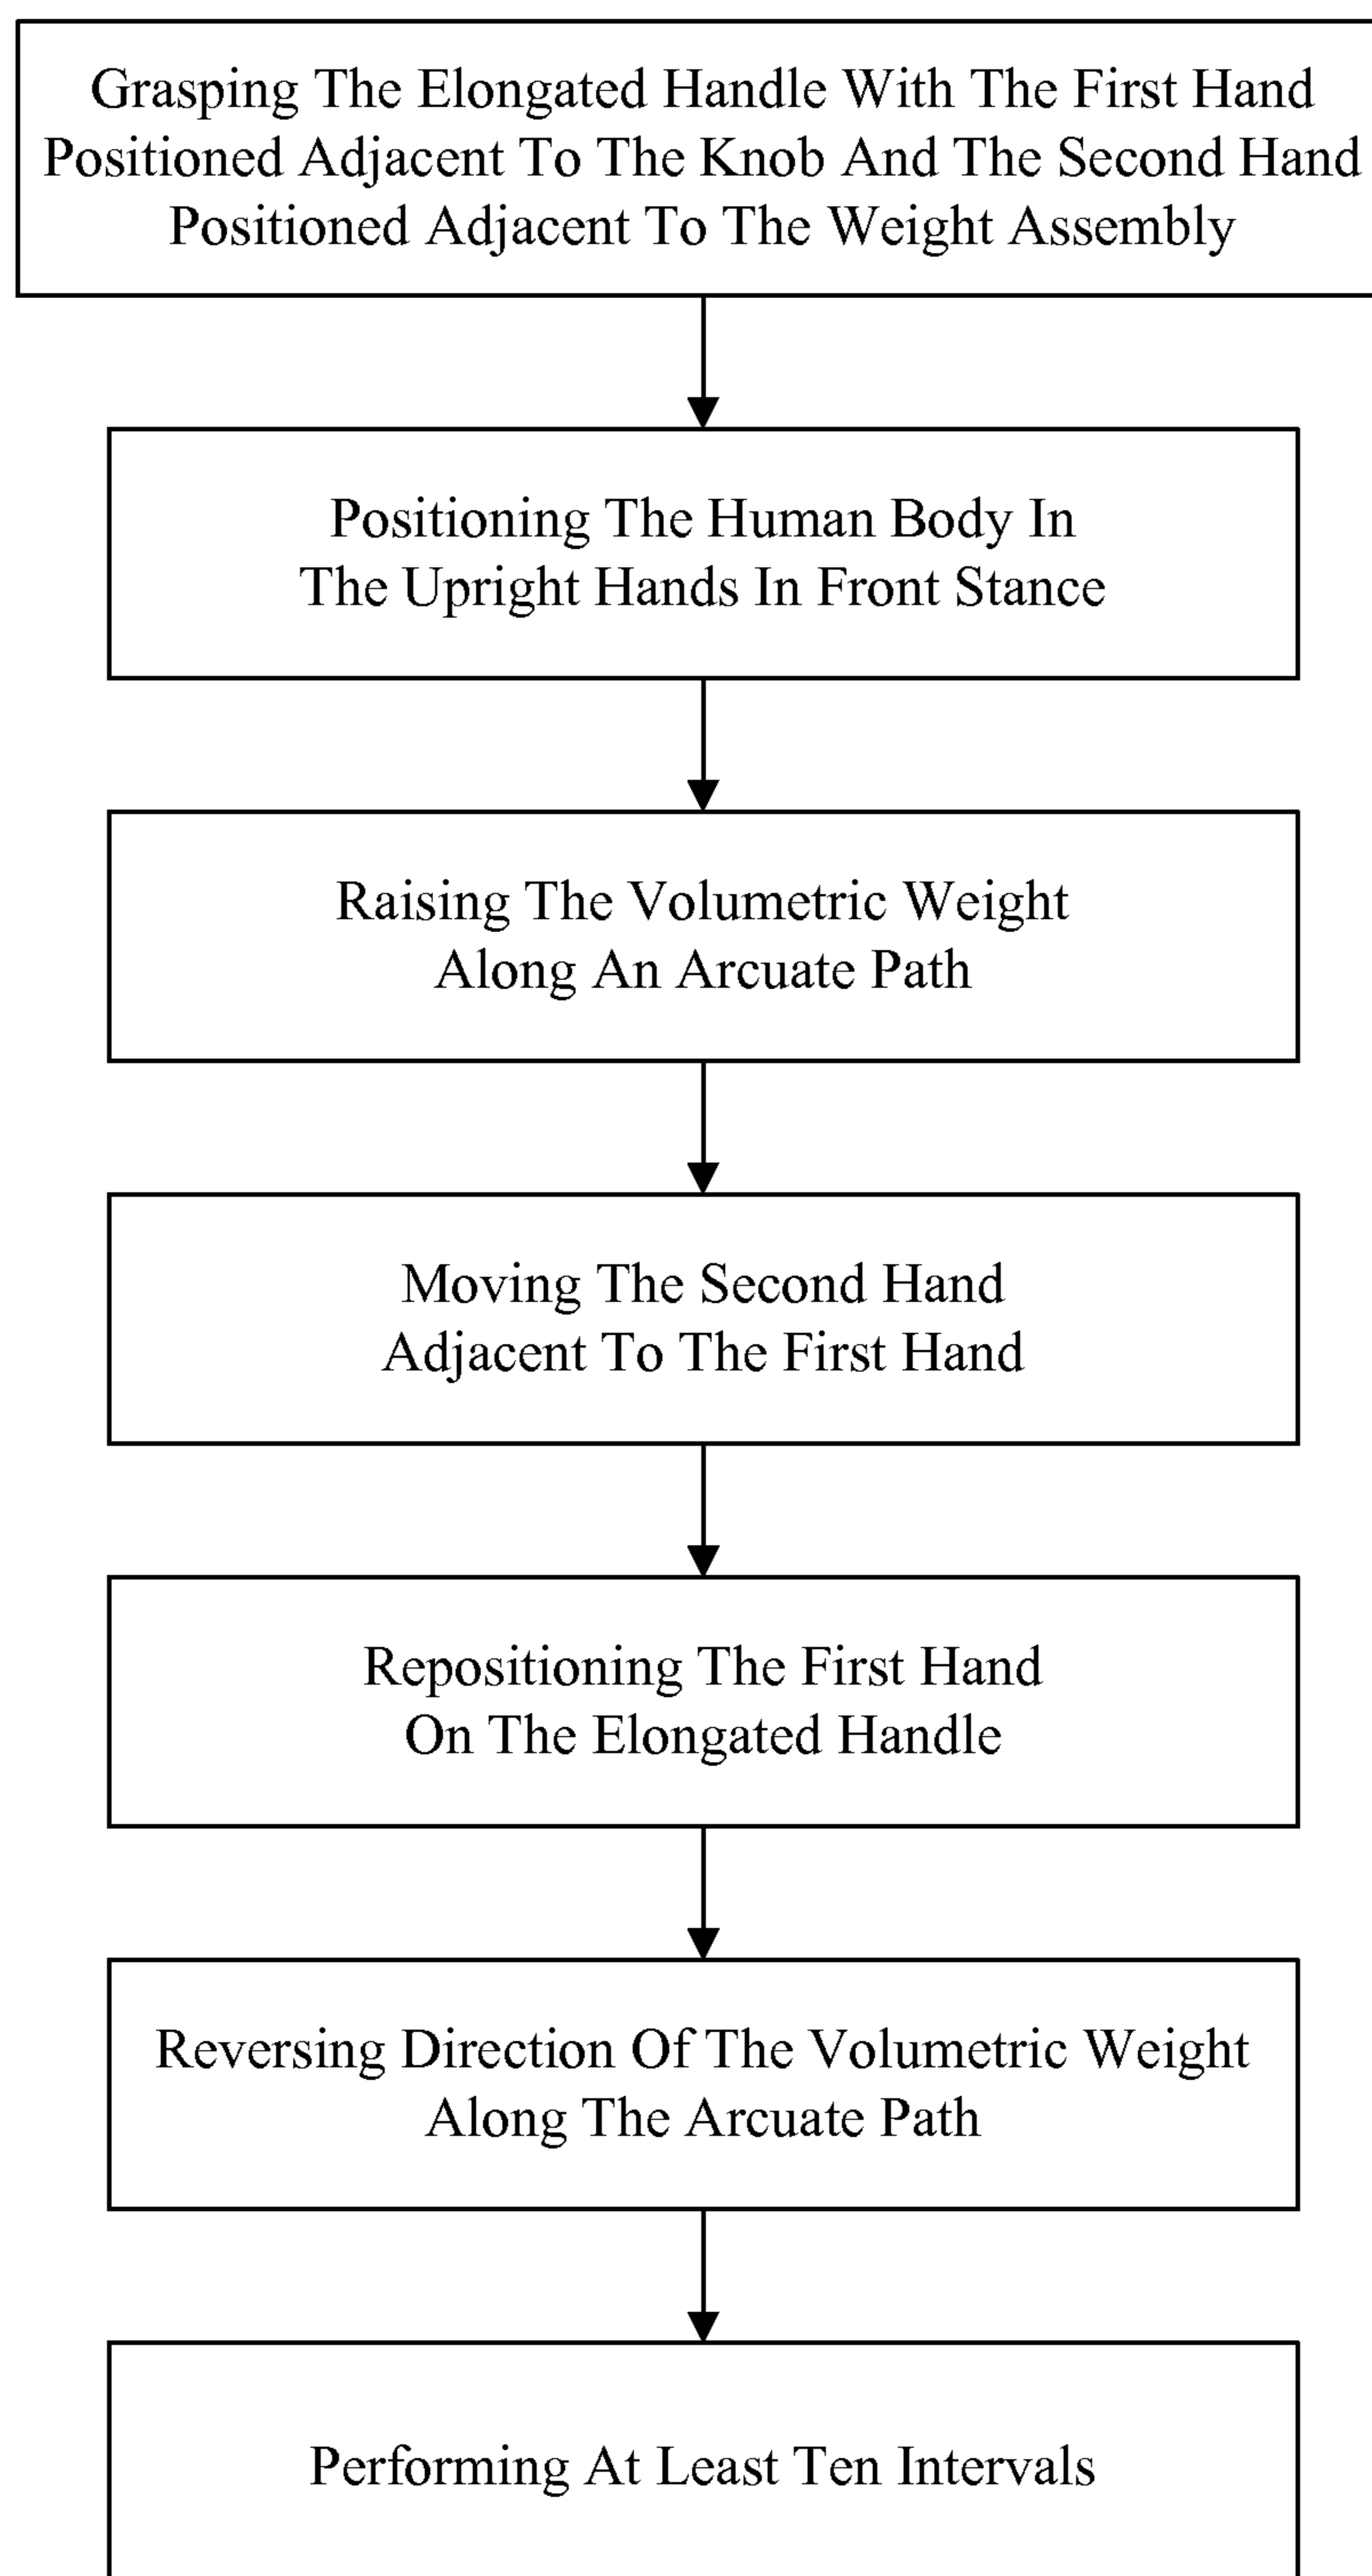 Grasping The Elongated Handle With The First Hand
Positioned Adjacent To The Knob And The Second Hand
Positioned Adjacent To The Weight Assembly
Positioning The Human Body In
The Upright Hands In Front Stance
Raising The Volumetric Weight
Along An Arcuate Path
Moving The Second Hand
Adjacent To The First Hand
Repositioning The First Hand
On The Elongated Handle
Reversing Direction Of The Volumetric Weight
Along The Arcuate Path
Performing At Least Ten Intervals